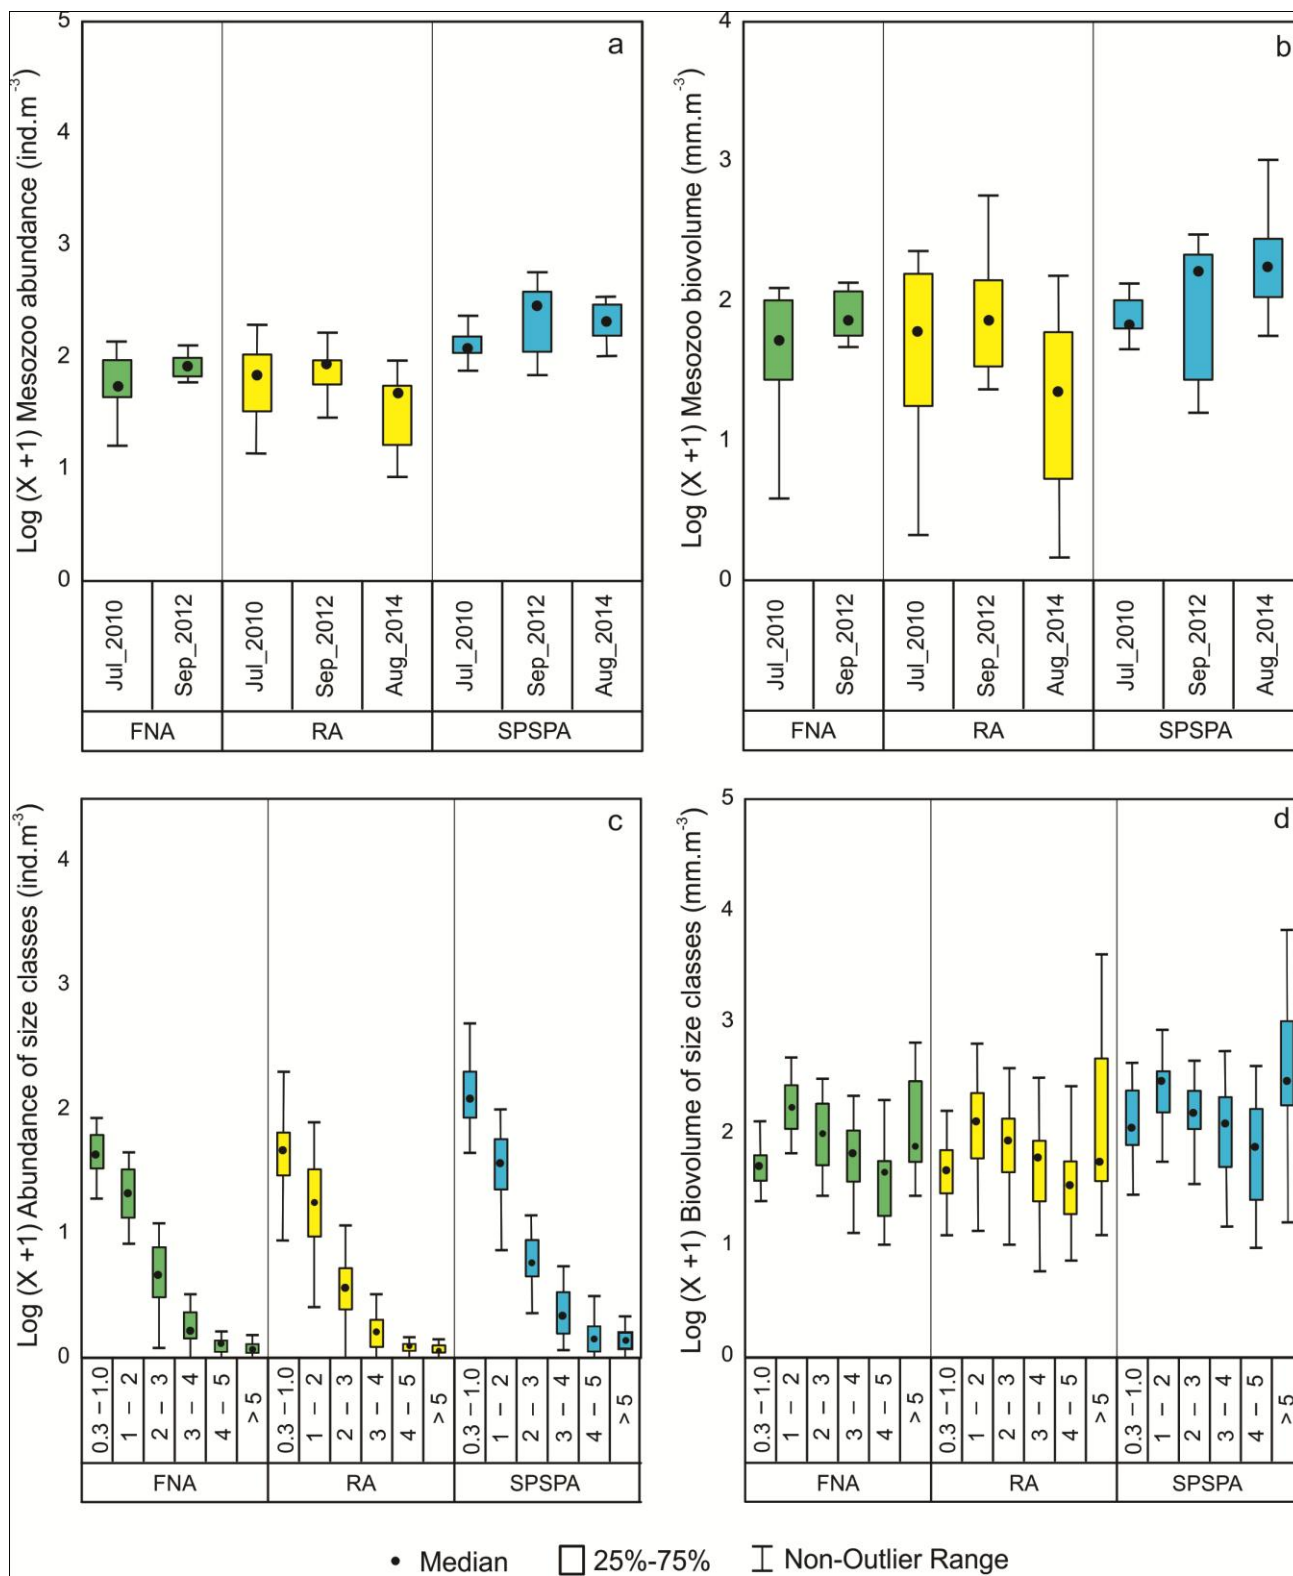 a
Log (X +1) Mesozoo abundance (ind.m⁻³)
5
4
3
2
1
0
Jul_2010
Sep_2012
Jul_2010
Sep_2012
Aug_2014
Jul_2010
Sep_2012
Aug_2014
FNA RA SPSPA
b
Log (X +1) Mesozoo biovolume (mm.m⁻³)
4
3
2
1
0
Jul_2010
Sep_2012
Jul_2010
Sep_2012
Aug_2014
Jul_2010
Sep_2012
Aug_2014
FNA RA SPSPA
c
Log (X +1) Abundance of size classes (ind.m⁻³)
4
3
2
1
0
0.3 – 1.0
1 – 2
2 – 3
3 – 4
4 – 5
> 5
0.3 – 1.0
1 – 2
2 – 3
3 – 4
4 – 5
> 5
0.3 – 1.0
1 – 2
2 – 3
3 – 4
4 – 5
> 5
FNA RA SPSPA
d
Log (X +1) Biovolume of size classes (mm.m⁻³)
5
4
3
2
1
0
0.3 – 1.0
1 – 2
2 – 3
3 – 4
4 – 5
> 5
0.3 – 1.0
1 – 2
2 – 3
3 – 4
4 – 5
> 5
0.3 – 1.0
1 – 2
2 – 3
3 – 4
4 – 5
> 5
FNA RA SPSPA
Median 25%-75% Non-Outlier Range